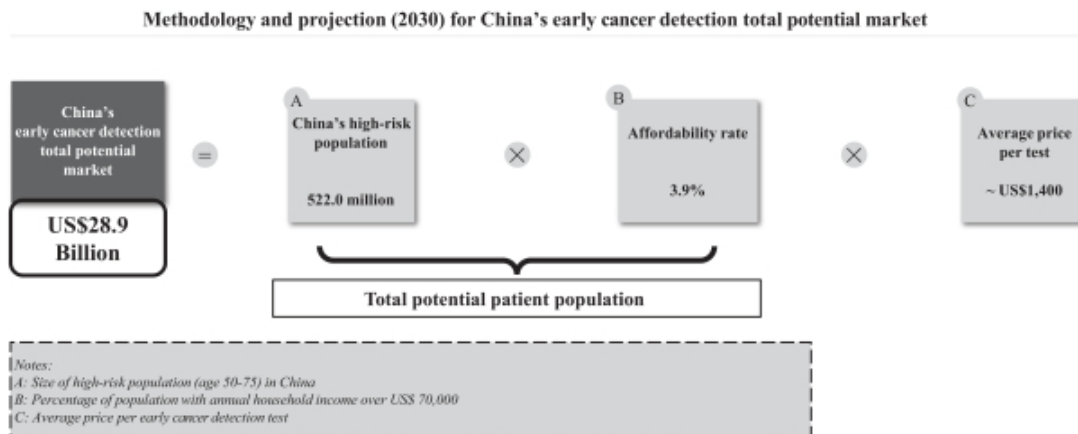 Methodology and projection (2030) for China's early cancer detection total potential market
China's
early cancer detection
total potential
market
US$28.9
Billion
=
A
China's high-risk
population
522.0 million
×
B
Affordability rate
3.9%
×
C
Average price
per test
~ US$1,400
Total potential patient population
Notes:
A: Size of high-risk population (age 50-75) in China
B: Percentage of population with annual household income over US$ 70,000
C: Average price per early cancer detection test